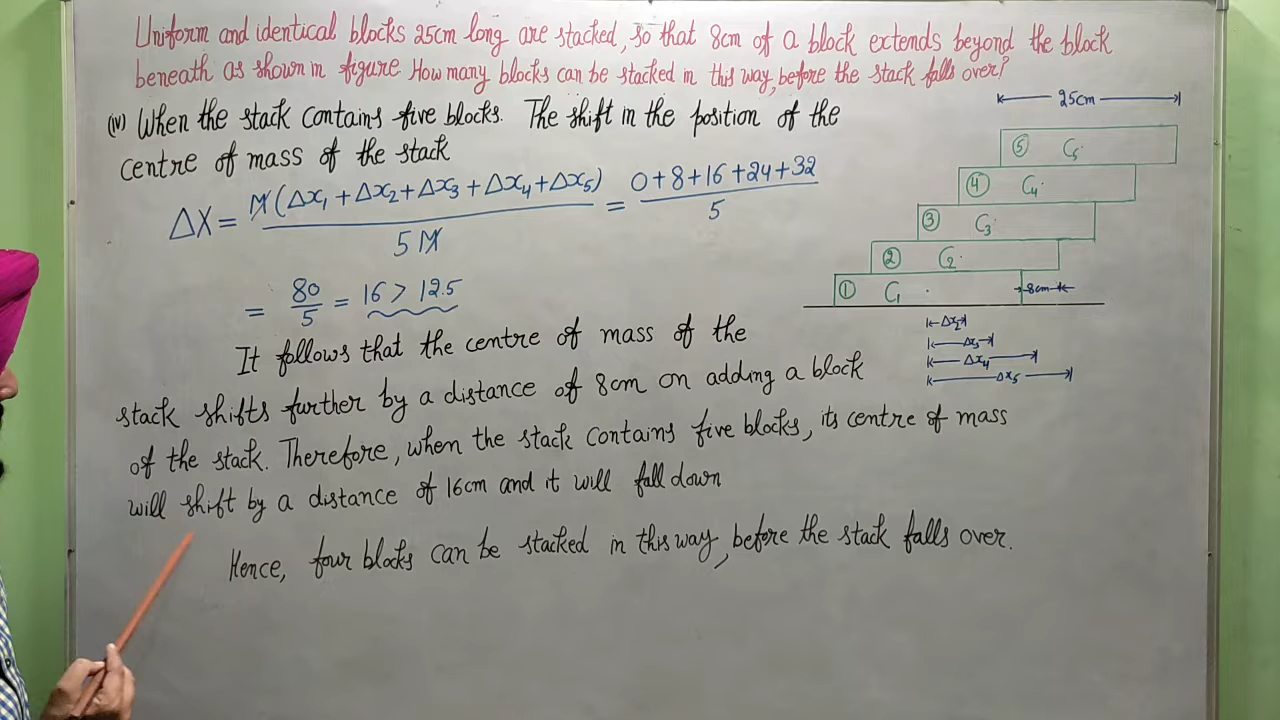 Uniform and identical blocks 25cm long are stacked, so that 8cm of a block extends beyond the block
beneath as shown in figure. How many blocks can be stacked in this way, before the stack falls over?
(iv) When the stack contains five blocks. The shift in the position of the
centre of mass of the stack
ΔX = M(Δx₁ + Δx₂ + Δx₃ + Δx₄ + Δx₅) / 5M = 0+8+16+24+32 / 5
= 80/5 = 16 > 12.5
It follows that the centre of mass of the
stack shifts further by a distance of 8cm on adding a block
of the stack. Therefore, when the stack contains five blocks, its centre of mass
will shift by a distance of 16cm and it will fall down
Hence, four blocks can be stacked in this way, before the stack falls over.
25cm
⑤ C₅
④ C₄
③ C₃
② C₂
① C₁ 8cm
Δx₂
Δx₃
Δx₄
Δx₅